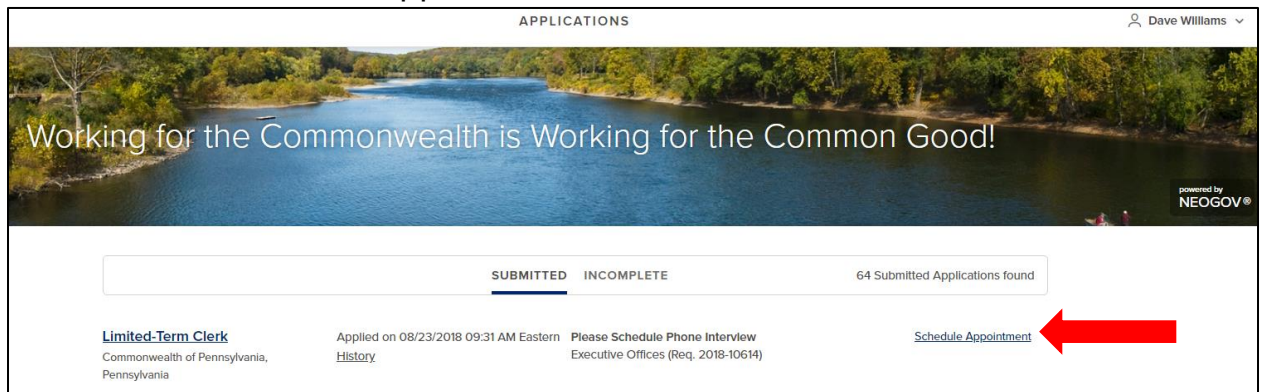 APPLICATIONS
Dave Williams
Working for the Commonwealth is Working for the Common Good!
powered by
NEOGOV®
SUBMITTED INCOMPLETE 64 Submitted Applications found
Limited-Term Clerk Applied on 08/23/2018 09:31 AM Eastern Please Schedule Phone Interview Schedule Appointment
Commonwealth of Pennsylvania, History Executive Offices (Req. 2018-10614)
Pennsylvania